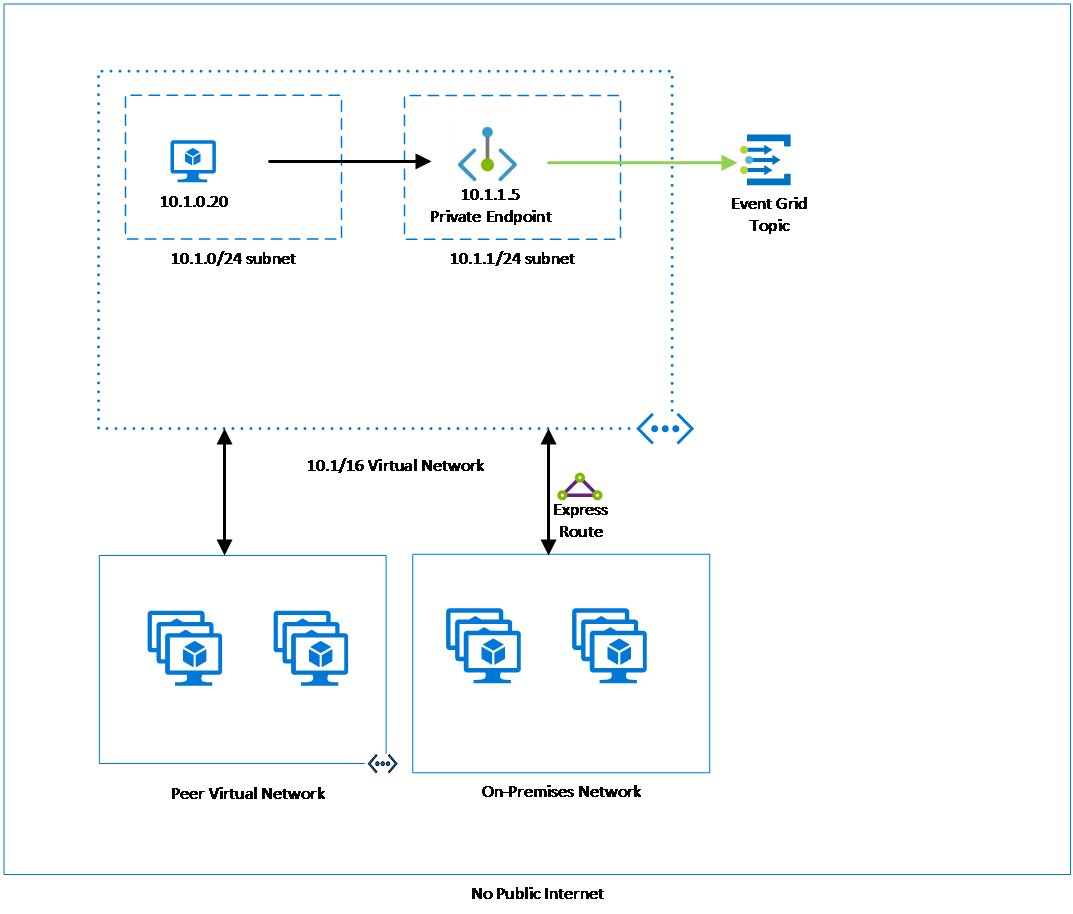 10.1.0.20
10.1.1.5
Private Endpoint
Event Grid
Topic
10.1.0/24 subnet
10.1.1/24 subnet
10.1/16 Virtual Network
Express
Route
Peer Virtual Network
On-Premises Network
No Public Internet